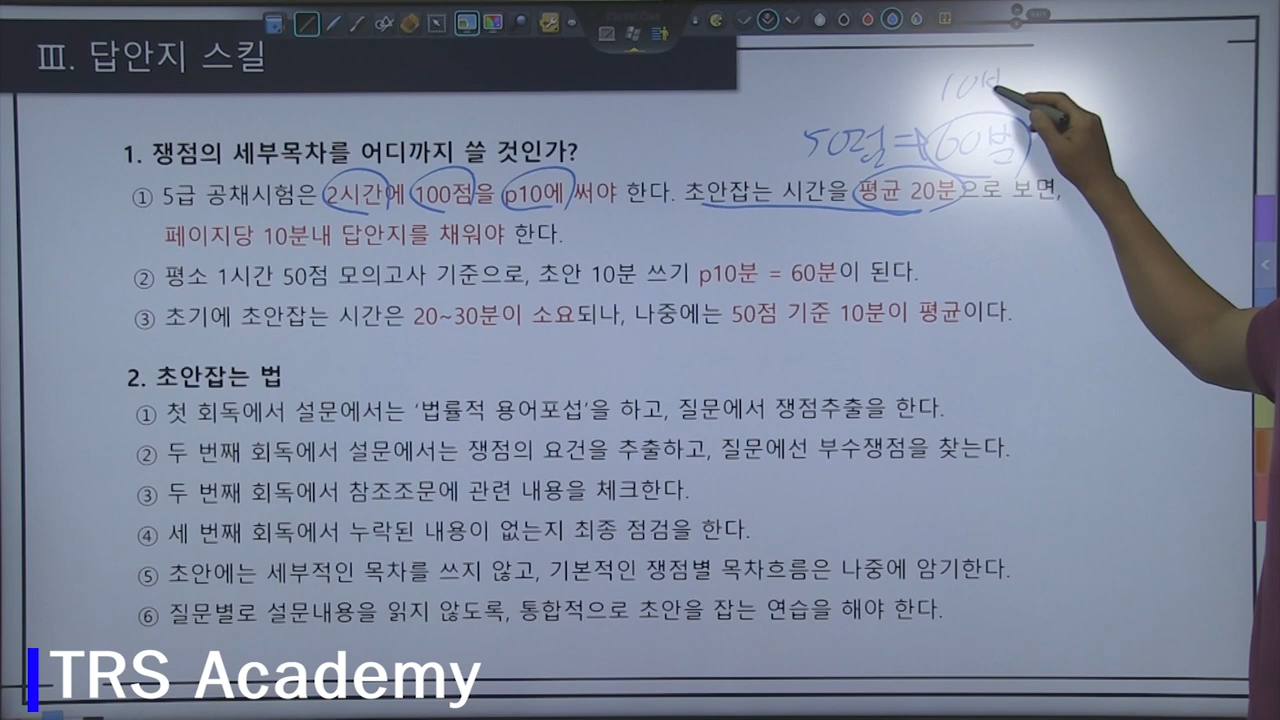 Ⅲ. 답안지 스킬
1. 쟁점의 세부목차를 어디까지 쓸 것인가?
50점 ⇒ 60분
① 5급 공채시험은 2시간에 100점을 p10에 써야 한다. 초안잡는 시간을 평균 20분으로 보면,
페이지당 10분내 답안지를 채워야 한다.
② 평소 1시간 50점 모의고사 기준으로, 초안 10분 쓰기 p10분 = 60분이 된다.
③ 초기에 초안잡는 시간은 20~30분이 소요되나, 나중에는 50점 기준 10분이 평균이다.
2. 초안잡는 법
① 첫 회독에서 설문에서는 ‘법률적 용어포섭’을 하고, 질문에서 쟁점추출을 한다.
② 두 번째 회독에서 설문에서는 쟁점의 요건을 추출하고, 질문에선 부수쟁점을 찾는다.
③ 두 번째 회독에서 참조조문에 관련 내용을 체크한다.
④ 세 번째 회독에서 누락된 내용이 없는지 최종 점검을 한다.
⑤ 초안에는 세부적인 목차를 쓰지 않고, 기본적인 쟁점별 목차흐름은 나중에 암기한다.
⑥ 질문별로 설문내용을 읽지 않도록, 통합적으로 초안을 잡는 연습을 해야 한다.
TRS Academy